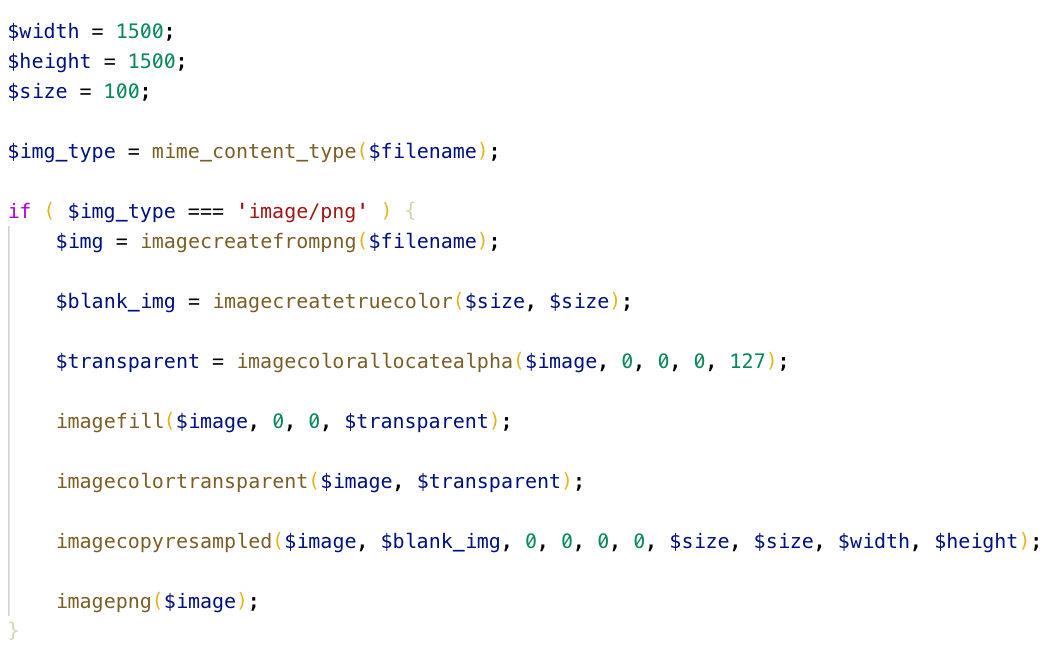 $width = 1500;
$height = 1500;
$size = 100;
$img_type = mime_content_type($filename);
if ( $img_type === 'image/png' ) {
$img = imagecreatefrompng($filename);
$blank_img = imagecreatetruecolor($size, $size);
$transparent = imagecolorallocatealpha($image, 0, 0, 0, 127);
imagefill($image, 0, 0, $transparent);
imagecolortransparent($image, $transparent);
imagecopyresampled($image, $blank_img, 0, 0, 0, 0, $size, $size, $width, $height);
imagepng($image);
}